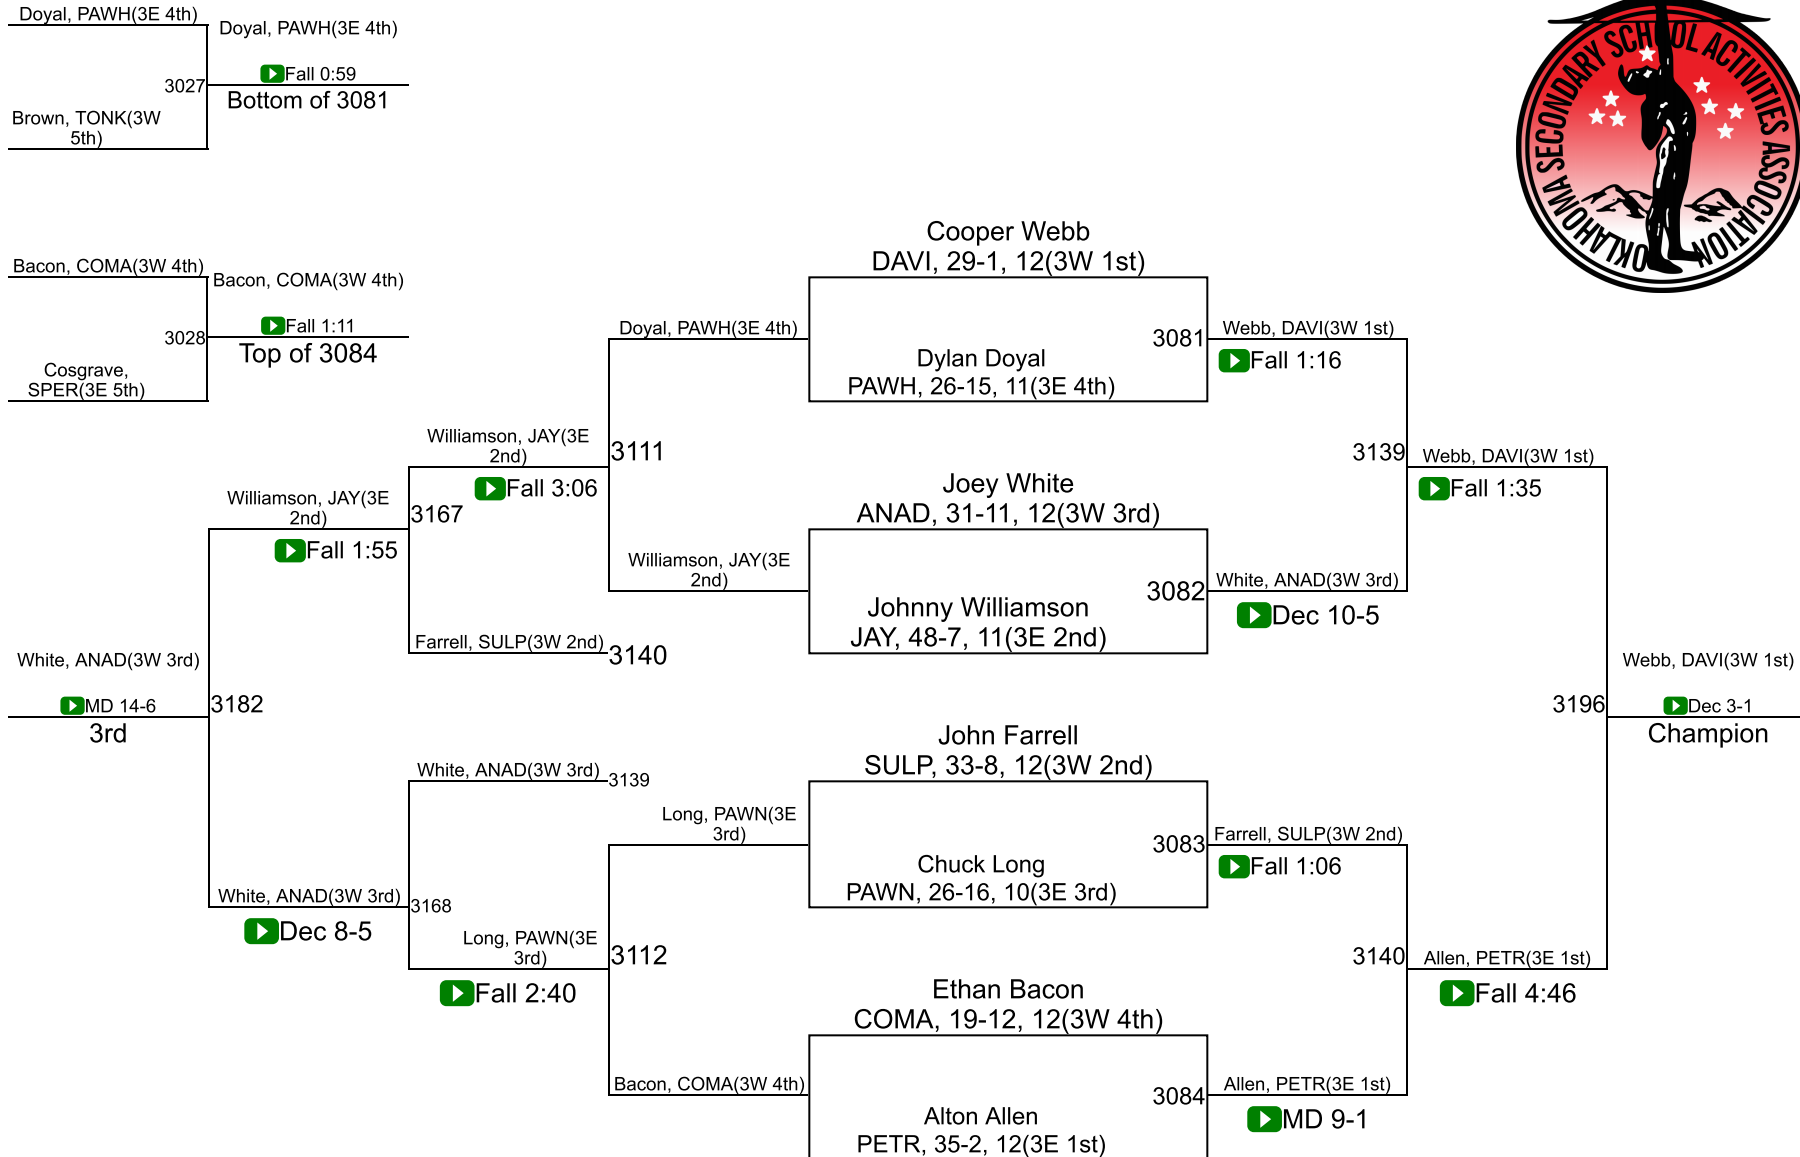 Doyal, PAWH(3E 4th)
Doyal, PAWH(3E 4th)
Fall 0:59
3027
Bottom of 3081
Brown, TONK(3W
5th)
OKLAHOMA SECONDARY SCHOOL ACTIVITIES ASSOCIATION
Bacon, COMA(3W 4th)
Bacon, COMA(3W 4th)
Fall 1:11
3028
Top of 3084
Cosgrave,
SPER(3E 5th)
Cooper Webb
DAVI, 29-1, 12(3W 1st)
Doyal, PAWH(3E 4th)
3081
Webb, DAVI(3W 1st)
Fall 1:16
Dylan Doyal
PAWH, 26-15, 11(3E 4th)
Williamson, JAY(3E
2nd)
3111
Fall 3:06
3139
Webb, DAVI(3W 1st)
Fall 1:35
Joey White
ANAD, 31-11, 12(3W 3rd)
Williamson, JAY(3E
2nd)
3167
Fall 1:55
Williamson, JAY(3E
2nd)
3082
White, ANAD(3W 3rd)
Dec 10-5
Johnny Williamson
JAY, 48-7, 11(3E 2nd)
Farrell, SULP(3W 2nd)
3140
White, ANAD(3W 3rd)
MD 14-6
3rd
3182
Webb, DAVI(3W 1st)
3196
Dec 3-1
Champion
John Farrell
SULP, 33-8, 12(3W 2nd)
White, ANAD(3W 3rd)
3139
Long, PAWN(3E
3rd)
3083
Farrell, SULP(3W 2nd)
Fall 1:06
Chuck Long
PAWN, 26-16, 10(3E 3rd)
White, ANAD(3W 3rd)
3168
Dec 8-5
Long, PAWN(3E
3rd)
3112
Fall 2:40
3140
Allen, PETR(3E 1st)
Fall 4:46
Ethan Bacon
COMA, 19-12, 12(3W 4th)
Bacon, COMA(3W 4th)
3084
Allen, PETR(3E 1st)
MD 9-1
Alton Allen
PETR, 35-2, 12(3E 1st)